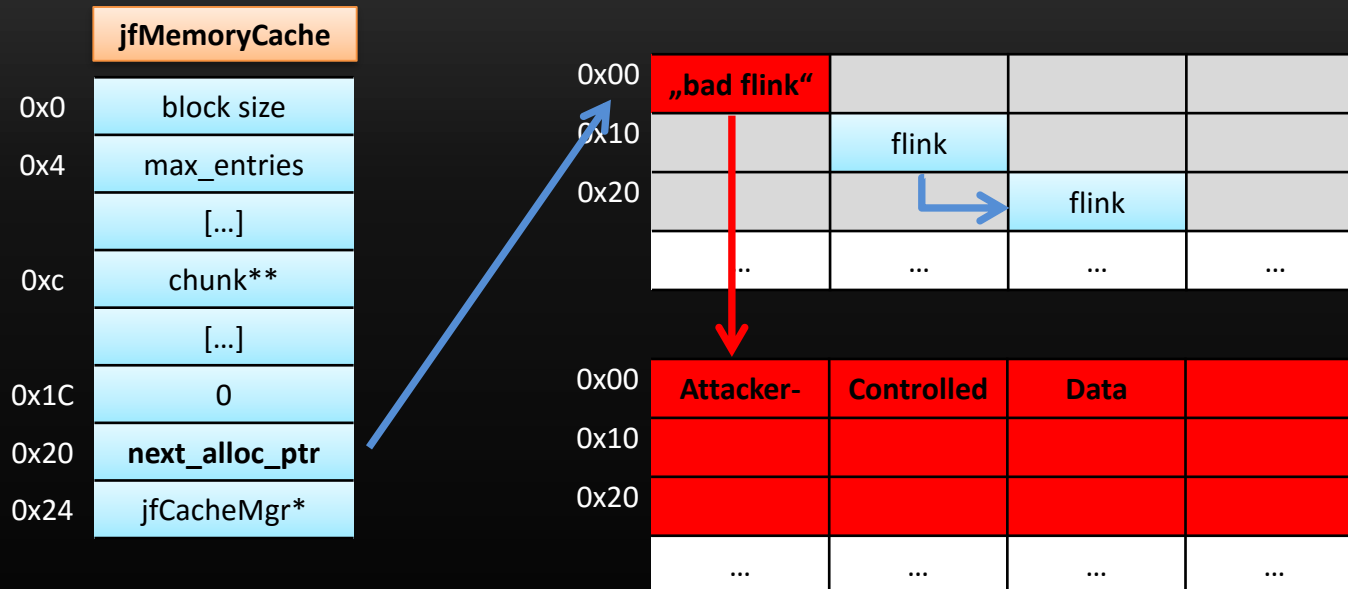 jfMemoryCache
0x0 block size
0x4 max_entries
[…]
0xc chunk**
[…]
0x1C 0
0x20 next_alloc_ptr
0x24 jfCacheMgr*
0x00 „bad flink“
0x10 flink
0x20 flink
... ... ... ...
0x00 Attacker- Controlled Data
0x10
0x20
... ... ... ...